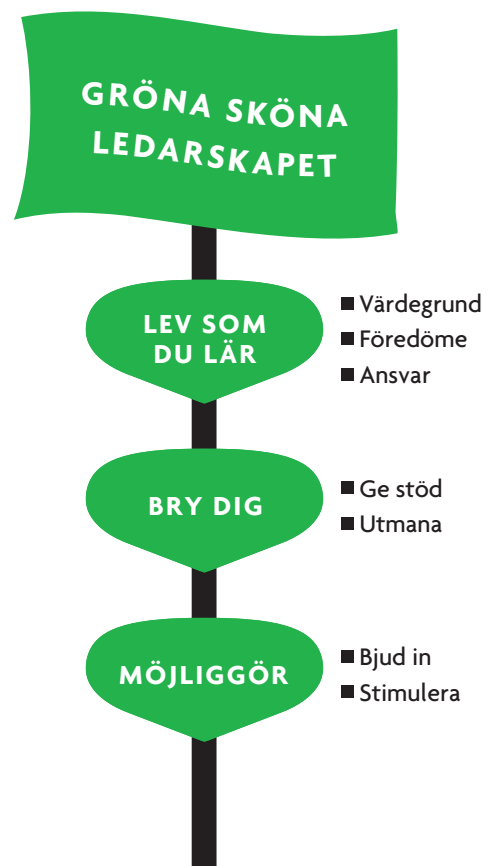 GRÖNA SKÖNA
LEDARSKAPET
LEV SOM
DU LÄR
■ Värdegrund
■ Föredöme
■ Ansvar
BRY DIG
■ Ge stöd
■ Utmana
MÖJLIGGÖR
■ Bjud in
■ Stimulera